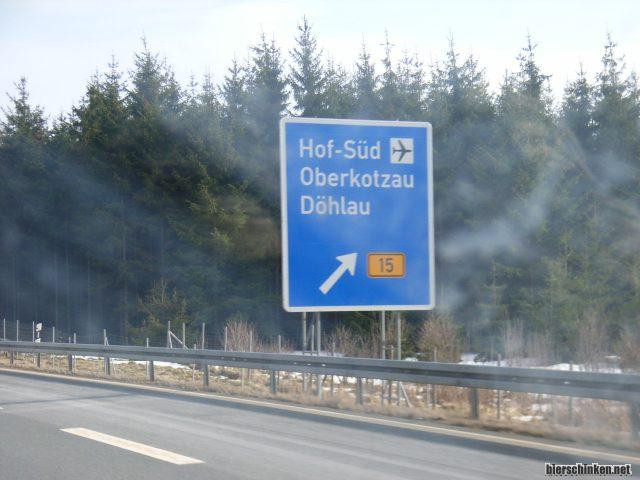 Hof-Süd
Oberkotzau
Döhlau
15
bierschinken.net